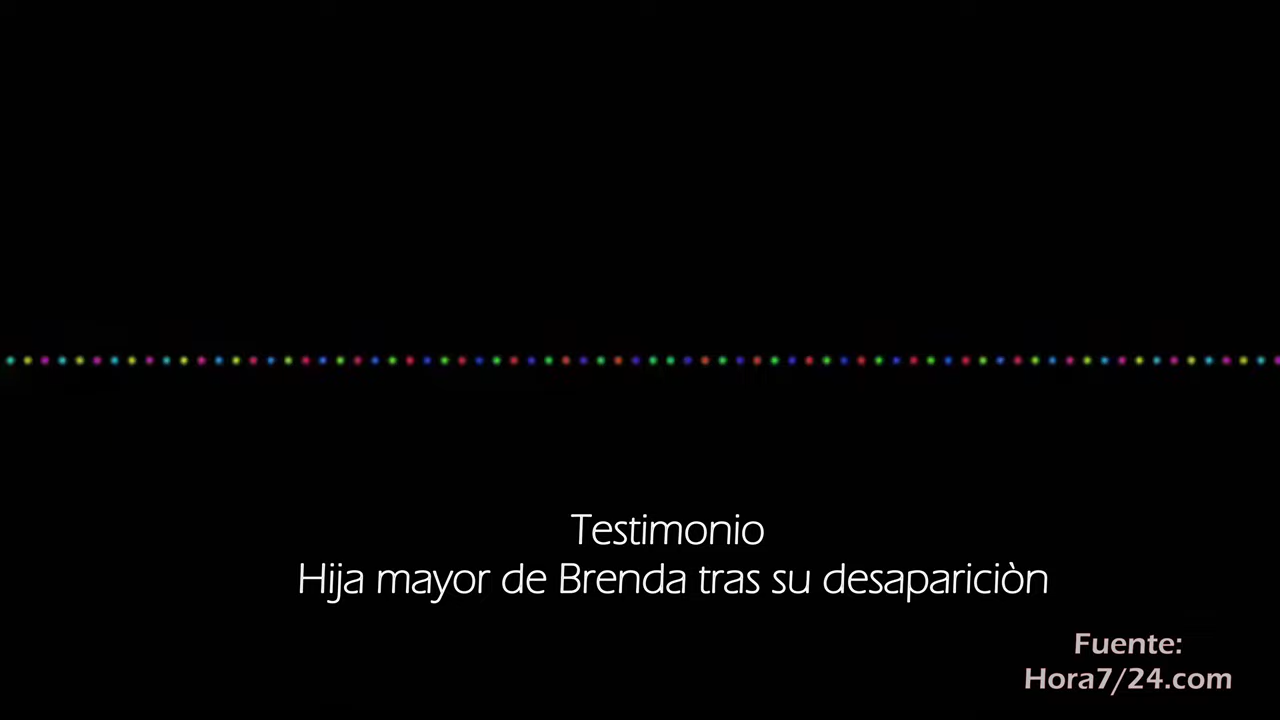 Testimonio
Hija mayor de Brenda tras su desapariciòn
Fuente:
Hora7/24.com